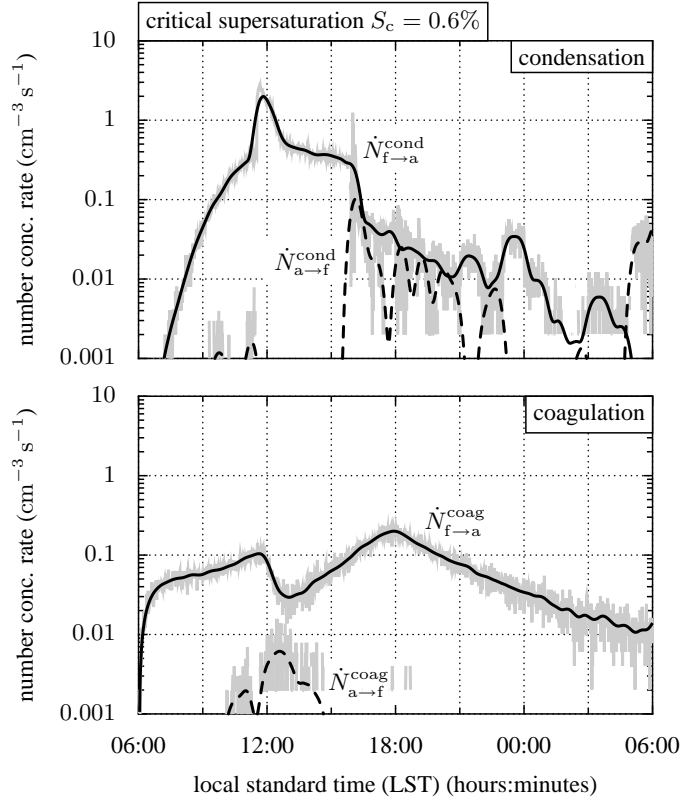 critical supersaturation S_c = 0.6%
condensation
number conc. rate (cm⁻³ s⁻¹)
10
1
0.1
0.01
0.001
Ṅ^cond_f→a
Ṅ^cond_a→f
coagulation
number conc. rate (cm⁻³ s⁻¹)
10
1
0.1
0.01
0.001
Ṅ^coag_f→a
Ṅ^coag_a→f
06:00 12:00 18:00 00:00 06:00
local standard time (LST) (hours:minutes)